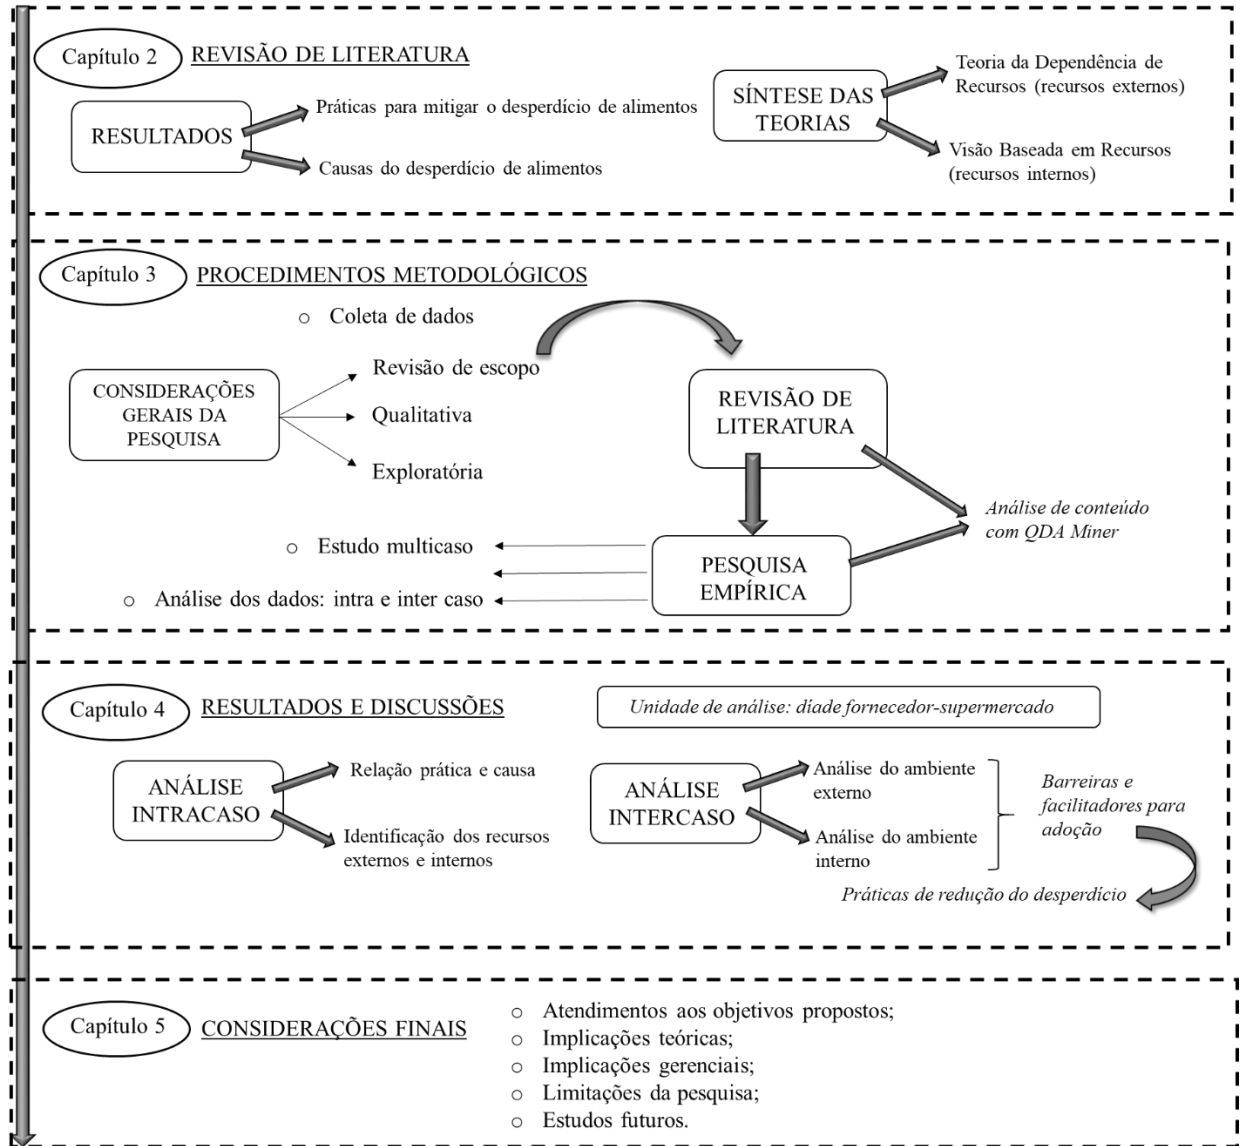 Capítulo 2
REVISÃO DE LITERATURA
RESULTADOS
Práticas para mitigar o desperdício de alimentos
Causas do desperdício de alimentos
SÍNTESE DAS
TEORIAS
Teoria da Dependência de
Recursos (recursos externos)
Visão Baseada em Recursos
(recursos internos)
Capítulo 3
PROCEDIMENTOS METODOLÓGICOS
o Coleta de dados
CONSIDERAÇÕES
GERAIS DA
PESQUISA
Revisão de escopo
Qualitativa
Exploratória
REVISÃO DE
LITERATURA
Análise de conteúdo
com QDA Miner
PESQUISA
EMPÍRICA
o Estudo multicaso
o Análise dos dados: intra e inter caso
Capítulo 4
RESULTADOS E DISCUSSÕES
Unidade de análise: díade fornecedor-supermercado
ANÁLISE
INTRACASO
Relação prática e causa
Identificação dos recursos
externos e internos
ANÁLISE
INTERCASO
Análise do ambiente
externo
Análise do ambiente
interno
Barreiras e
facilitadores para
adoção
Práticas de redução do desperdício
Capítulo 5
CONSIDERAÇÕES FINAIS
o Atendimentos aos objetivos propostos;
o Implicações teóricas;
o Implicações gerenciais;
o Limitações da pesquisa;
o Estudos futuros.